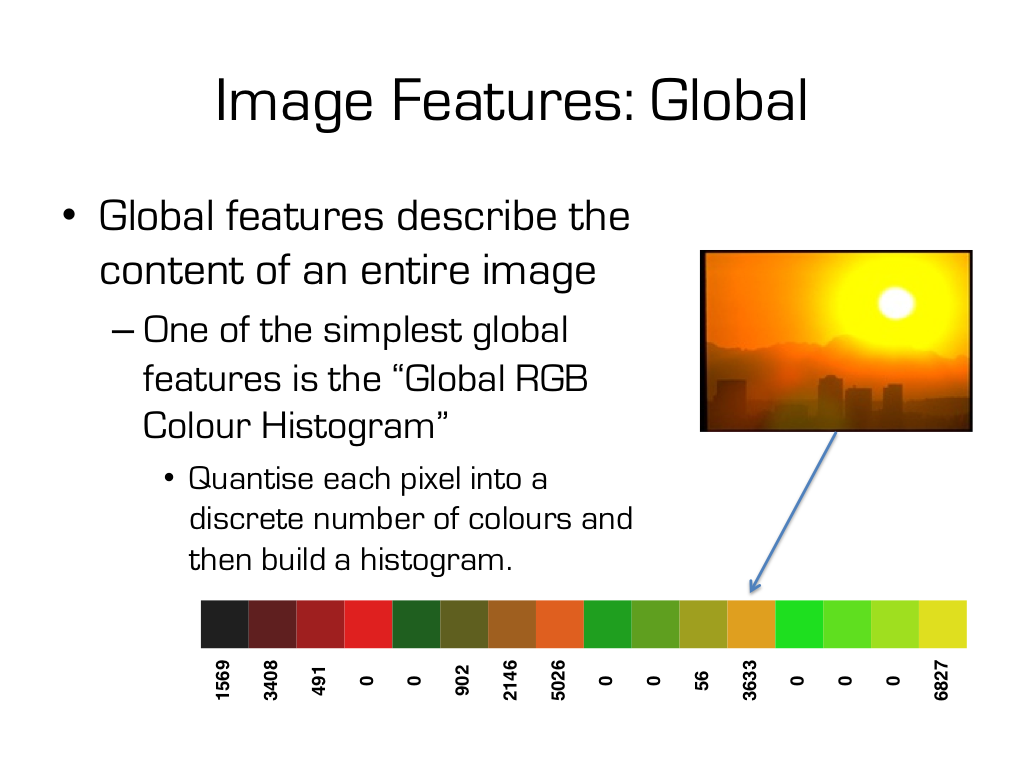 Image Features: Global
• Global features describe the
content of an entire image
– One of the simplest global
features is the “Global RGB
Colour Histogram”
• Quantise each pixel into a
discrete number of colours and
then build a histogram.
1569 3408 491 0 0 902 2146 5026 0 0 56 3633 0 0 0 6827